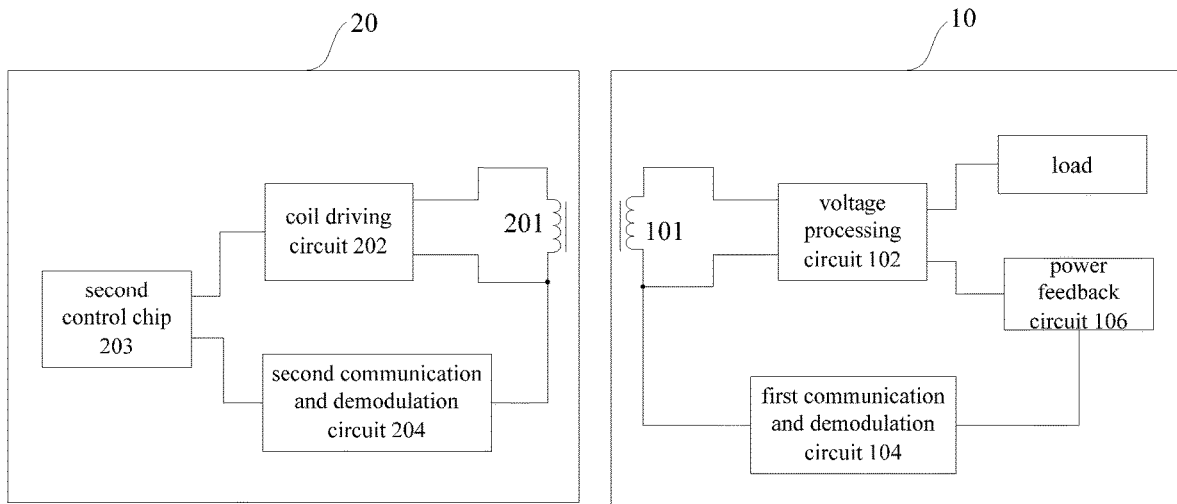 20
10
coil driving
circuit 202
201
second
control chip
203
second communication
and demodulation
circuit 204
101
voltage
processing
circuit 102
load
power
feedback
circuit 106
first communication
and demodulation
circuit 104